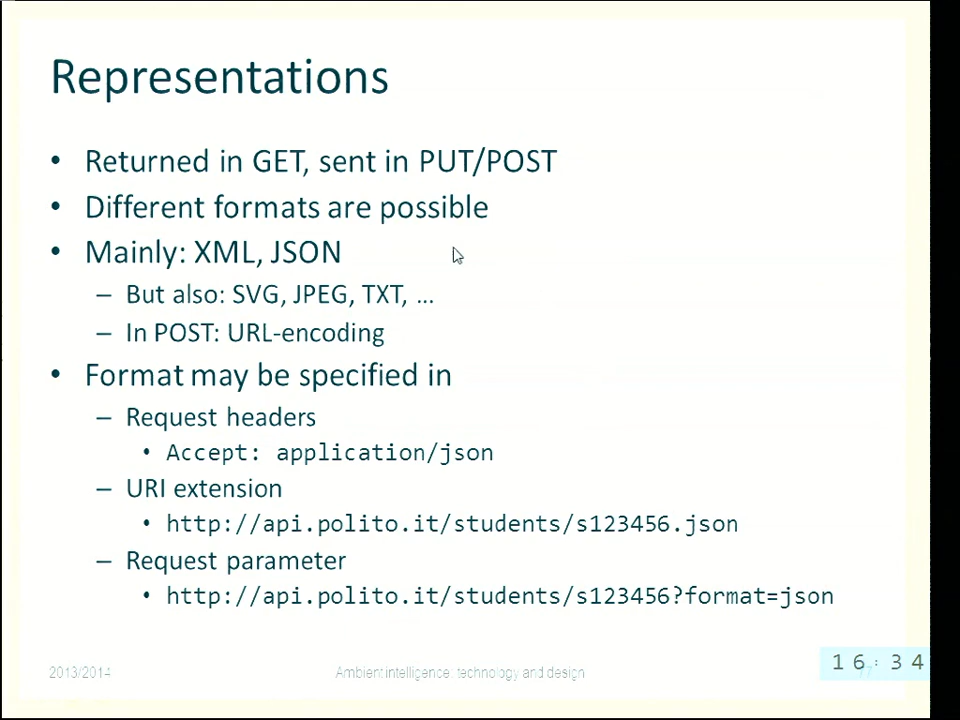 Representations
• Returned in GET, sent in PUT/POST
• Different formats are possible
• Mainly: XML, JSON
– But also: SVG, JPEG, TXT, ...
– In POST: URL-encoding
• Format may be specified in
– Request headers
• Accept: application/json
– URI extension
• http://api.polito.it/students/s123456.json
– Request parameter
• http://api.polito.it/students/s123456?format=json
2013/2014 Ambient intelligence: technology and design 16:34